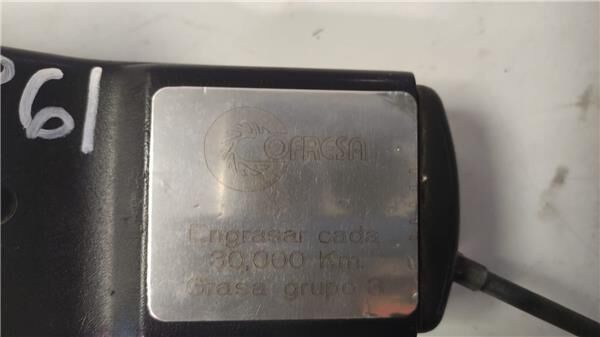 961
COFRESA
Engrasar cada
30,000 Km.
Grasa grupo 3